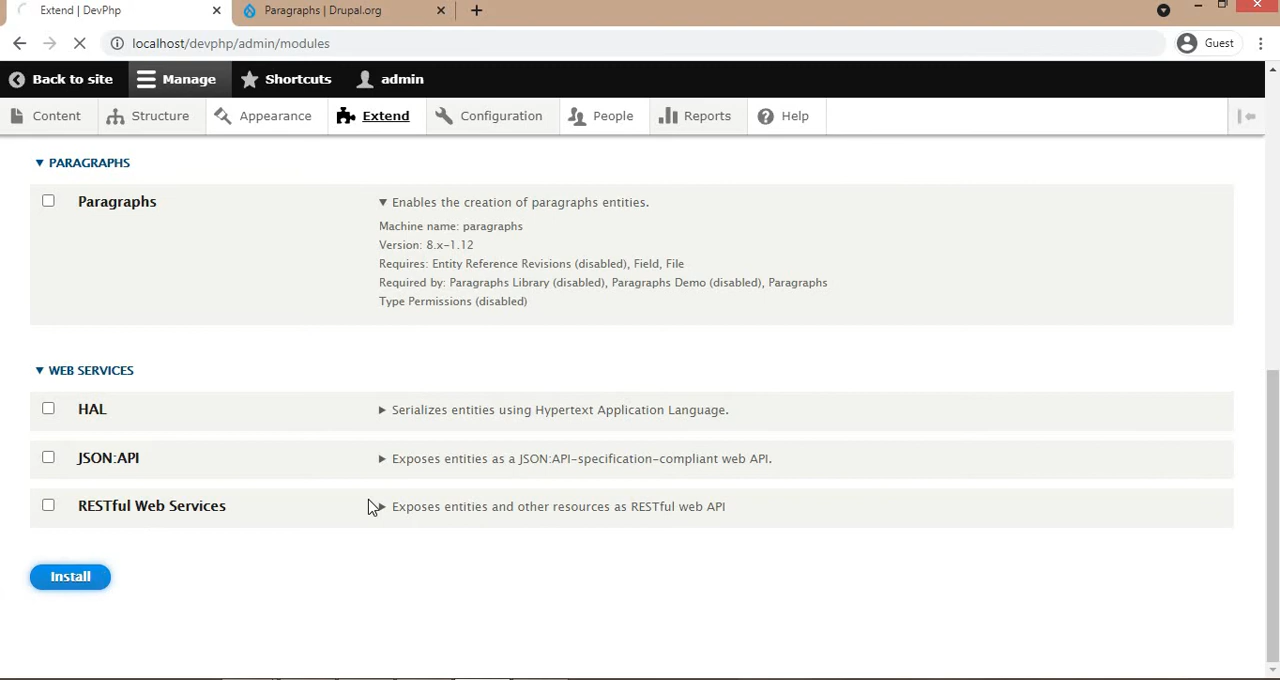 Extend | DevPhp
Paragraphs | Drupal.org
localhost/devphp/admin/modules
Guest
Back to site
Manage
Shortcuts
admin
Content
Structure
Appearance
Extend
Configuration
People
Reports
Help
PARAGRAPHS
Paragraphs
Enables the creation of paragraphs entities.
Machine name: paragraphs
Version: 8.x-1.12
Requires: Entity Reference Revisions (disabled), Field, File
Required by: Paragraphs Library (disabled), Paragraphs Demo (disabled), Paragraphs
Type Permissions (disabled)
WEB SERVICES
HAL
Serializes entities using Hypertext Application Language.
JSON:API
Exposes entities as a JSON:API-specification-compliant web API.
RESTful Web Services
Exposes entities and other resources as RESTful web API
Install